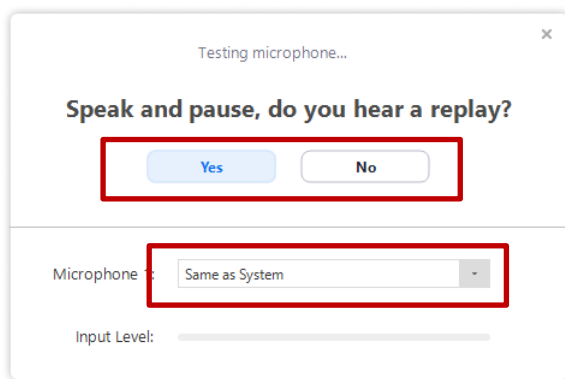 Testing microphone...
Speak and pause, do you hear a replay?
Yes No
Microphone 1: Same as System
Input Level: